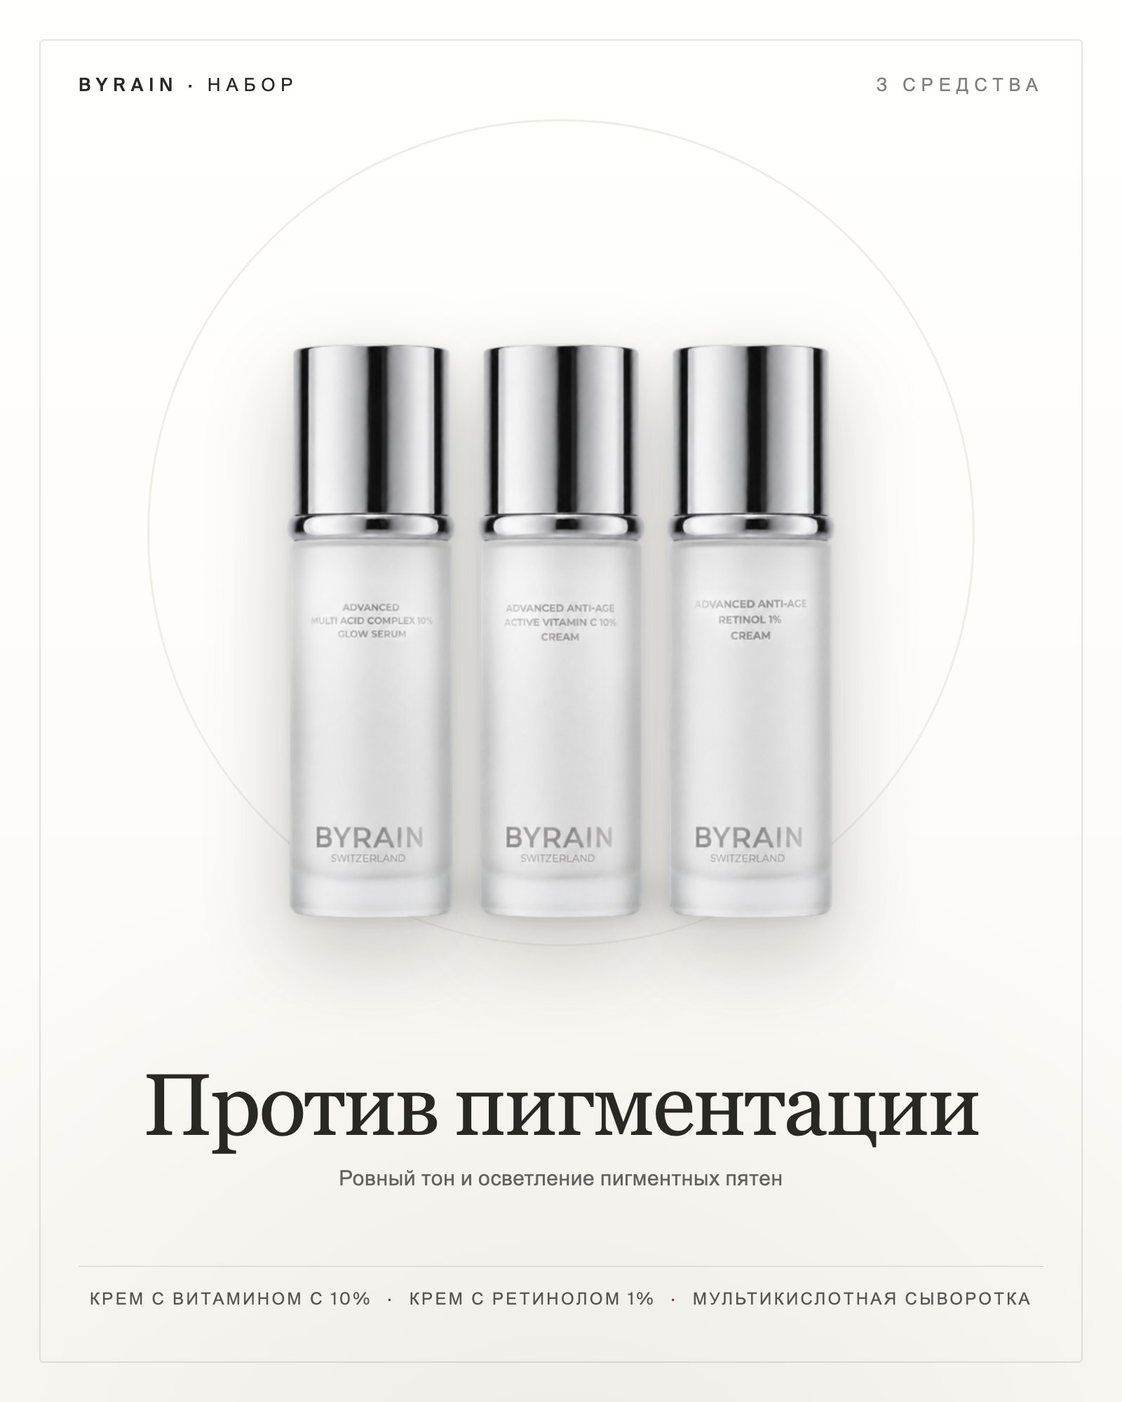 BYRAIN · НАБОР
3 СРЕДСТВА
ADVANCED
MULTI ACID COMPLEX 10%
GLOW SERUM
BYRAIN
SWITZERLAND
ADVANCED ANTI-AGE
ACTIVE VITAMIN C 10%
CREAM
BYRAIN
SWITZERLAND
ADVANCED ANTI-AGE
RETINOL 1%
CREAM
BYRAIN
SWITZERLAND
Против пигментации
Ровный тон и осветление пигментных пятен
КРЕМ С ВИТАМИНОМ С 10% · КРЕМ С РЕТИНОЛОМ 1% · МУЛЬТИКИСЛОТНАЯ СЫВОРОТКА